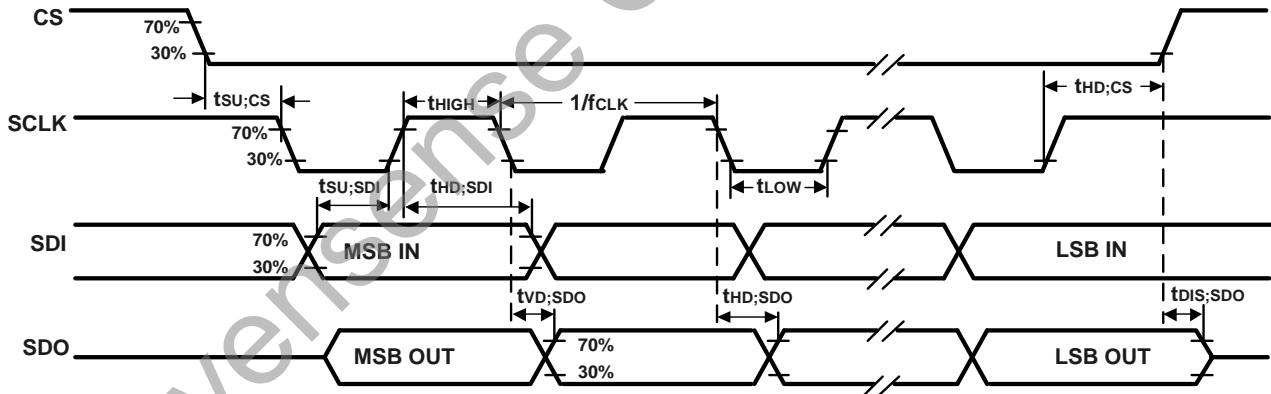 CS
70%
30%
tSU;CS
tHIGH
1/fCLK
tHD;CS
SCLK
70%
30%
tSU;SDI
tHD;SDI
tLOW
SDI
70%
30%
MSB IN
LSB IN
tVD;SDO
tHD;SDO
tDIS;SDO
SDO
MSB OUT
70%
30%
LSB OUT
vensense C